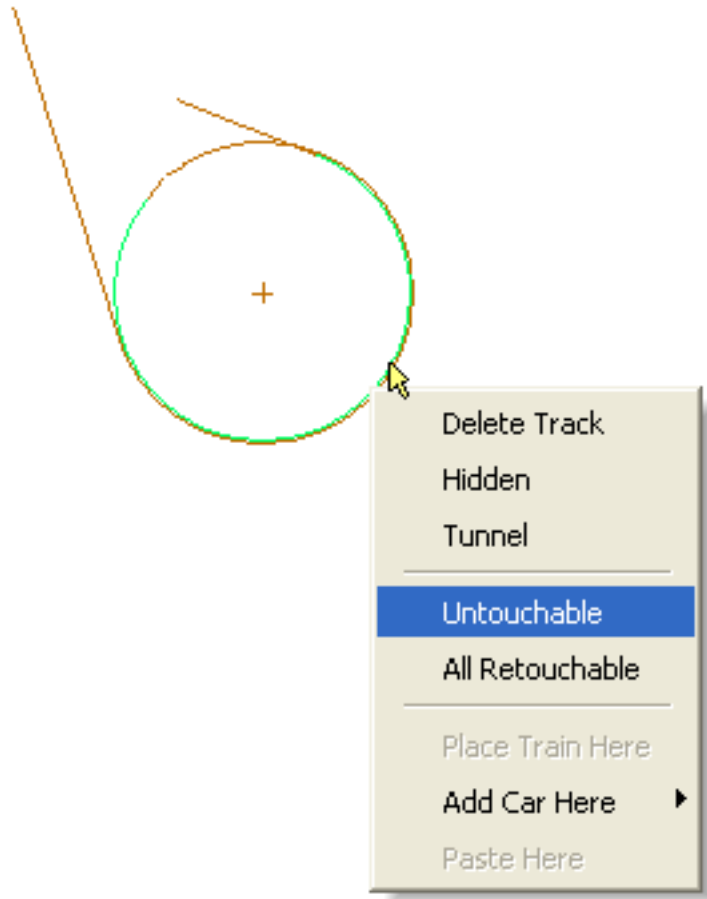 Delete Track
Hidden
Tunnel
Untouchable
All Retouchable
Place Train Here
Add Car Here
Paste Here